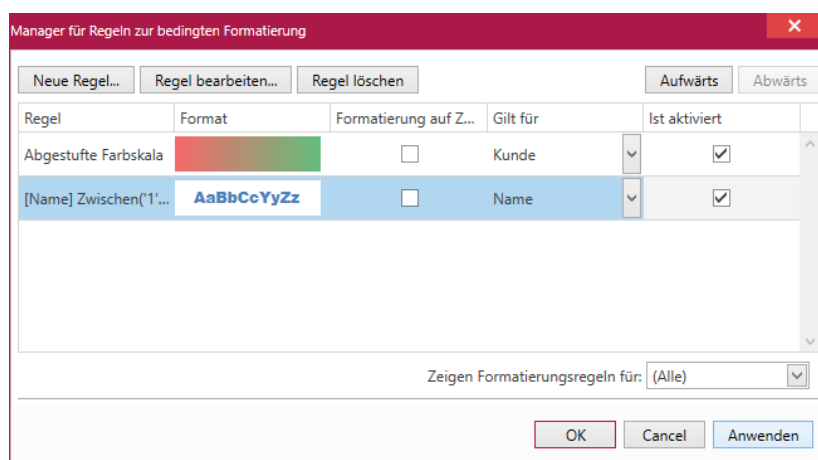 Manager für Regeln zur bedingten Formatierung
Neue Regel... Regel bearbeiten... Regel löschen Aufwärts Abwärts
Regel Format Formatierung auf Z... Gilt für Ist aktiviert
Abgestufte Farbskala Kunde
[Name] Zwischen('1'... AaBbCcYyZz Name
Zeigen Formatierungsregeln für: (Alle)
OK Cancel Anwenden